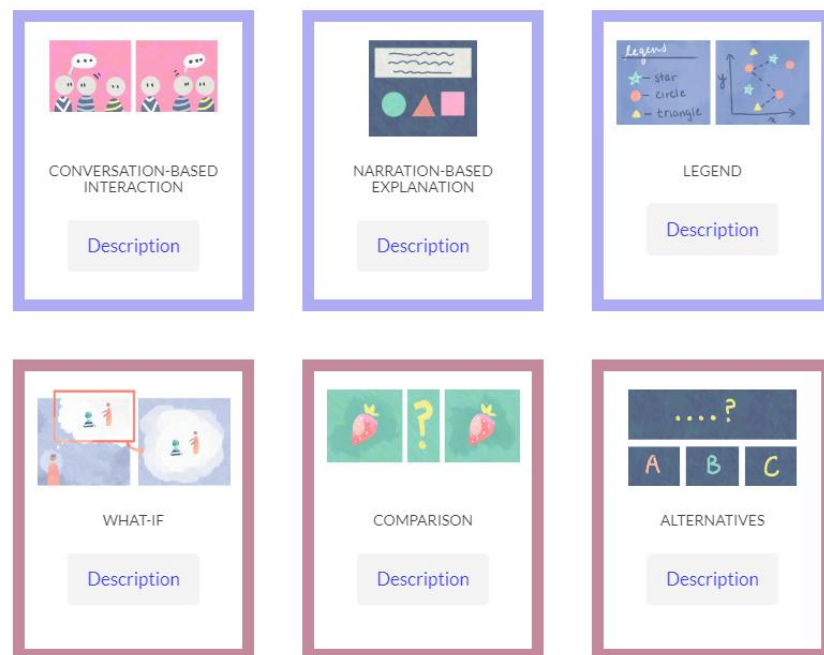 legend
star
circle
triangle
y
x
CONVERSATION-BASED
INTERACTION
NARRATION-BASED
EXPLANATION
LEGEND
Description
Description
Description
?
....?
A B C
WHAT-IF
COMPARISON
ALTERNATIVES
Description
Description
Description